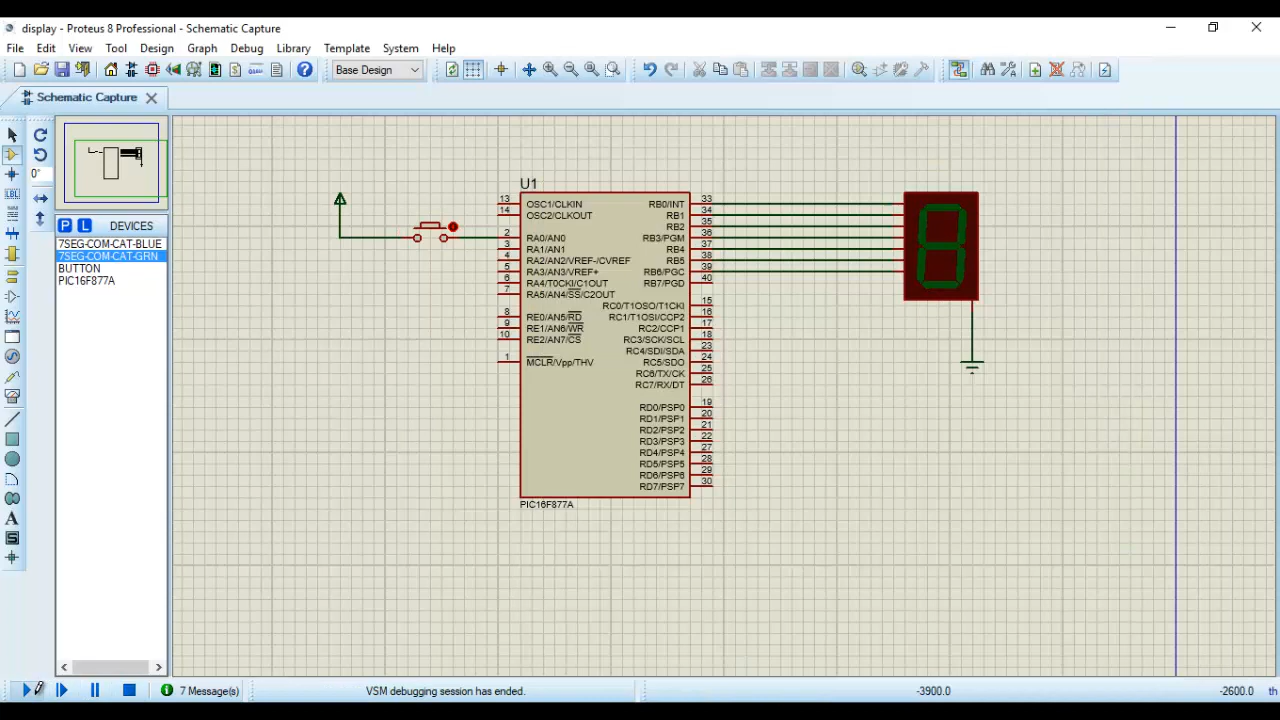 display - Proteus 8 Professional - Schematic Capture
File Edit View Tool Design Graph Debug Library Template System Help
Base Design
Schematic Capture
0°
P L DEVICES
7SEG-COM-CAT-BLUE
7SEG-COM-CAT-GRN
BUTTON
PIC16F877A
LBL
A
S
U1
13 OSC1/CLKIN RB0/INT 33
14 OSC2/CLKOUT RB1 34
RB2 35
2 RA0/AN0 RB3/PGM 36
3 RA1/AN1 RB4 37
4 RA2/AN2/VREF-/CVREF RB5 38
5 RA3/AN3/VREF+ RB6/PGC 39
6 RA4/T0CKI/C1OUT RB7/PGD 40
7 RA5/AN4/SS/C2OUT
RC0/T1OSO/T1CKI 15
8 RE0/AN5/RD RC1/T1OSI/CCP2 16
9 RE1/AN6/WR RC2/CCP1 17
10 RE2/AN7/CS RC3/SCK/SCL 18
RC4/SDI/SDA 23
1 MCLR/Vpp/THV RC5/SDO 24
RC6/TX/CK 25
RC7/RX/DT 26
RD0/PSP0 19
RD1/PSP1 20
RD2/PSP2 21
RD3/PSP3 22
RD4/PSP4 27
RD5/PSP5 28
RD6/PSP6 29
RD7/PSP7 30
PIC16F877A
7 Message(s) VSM debugging session has ended. -3900.0 -2600.0 th